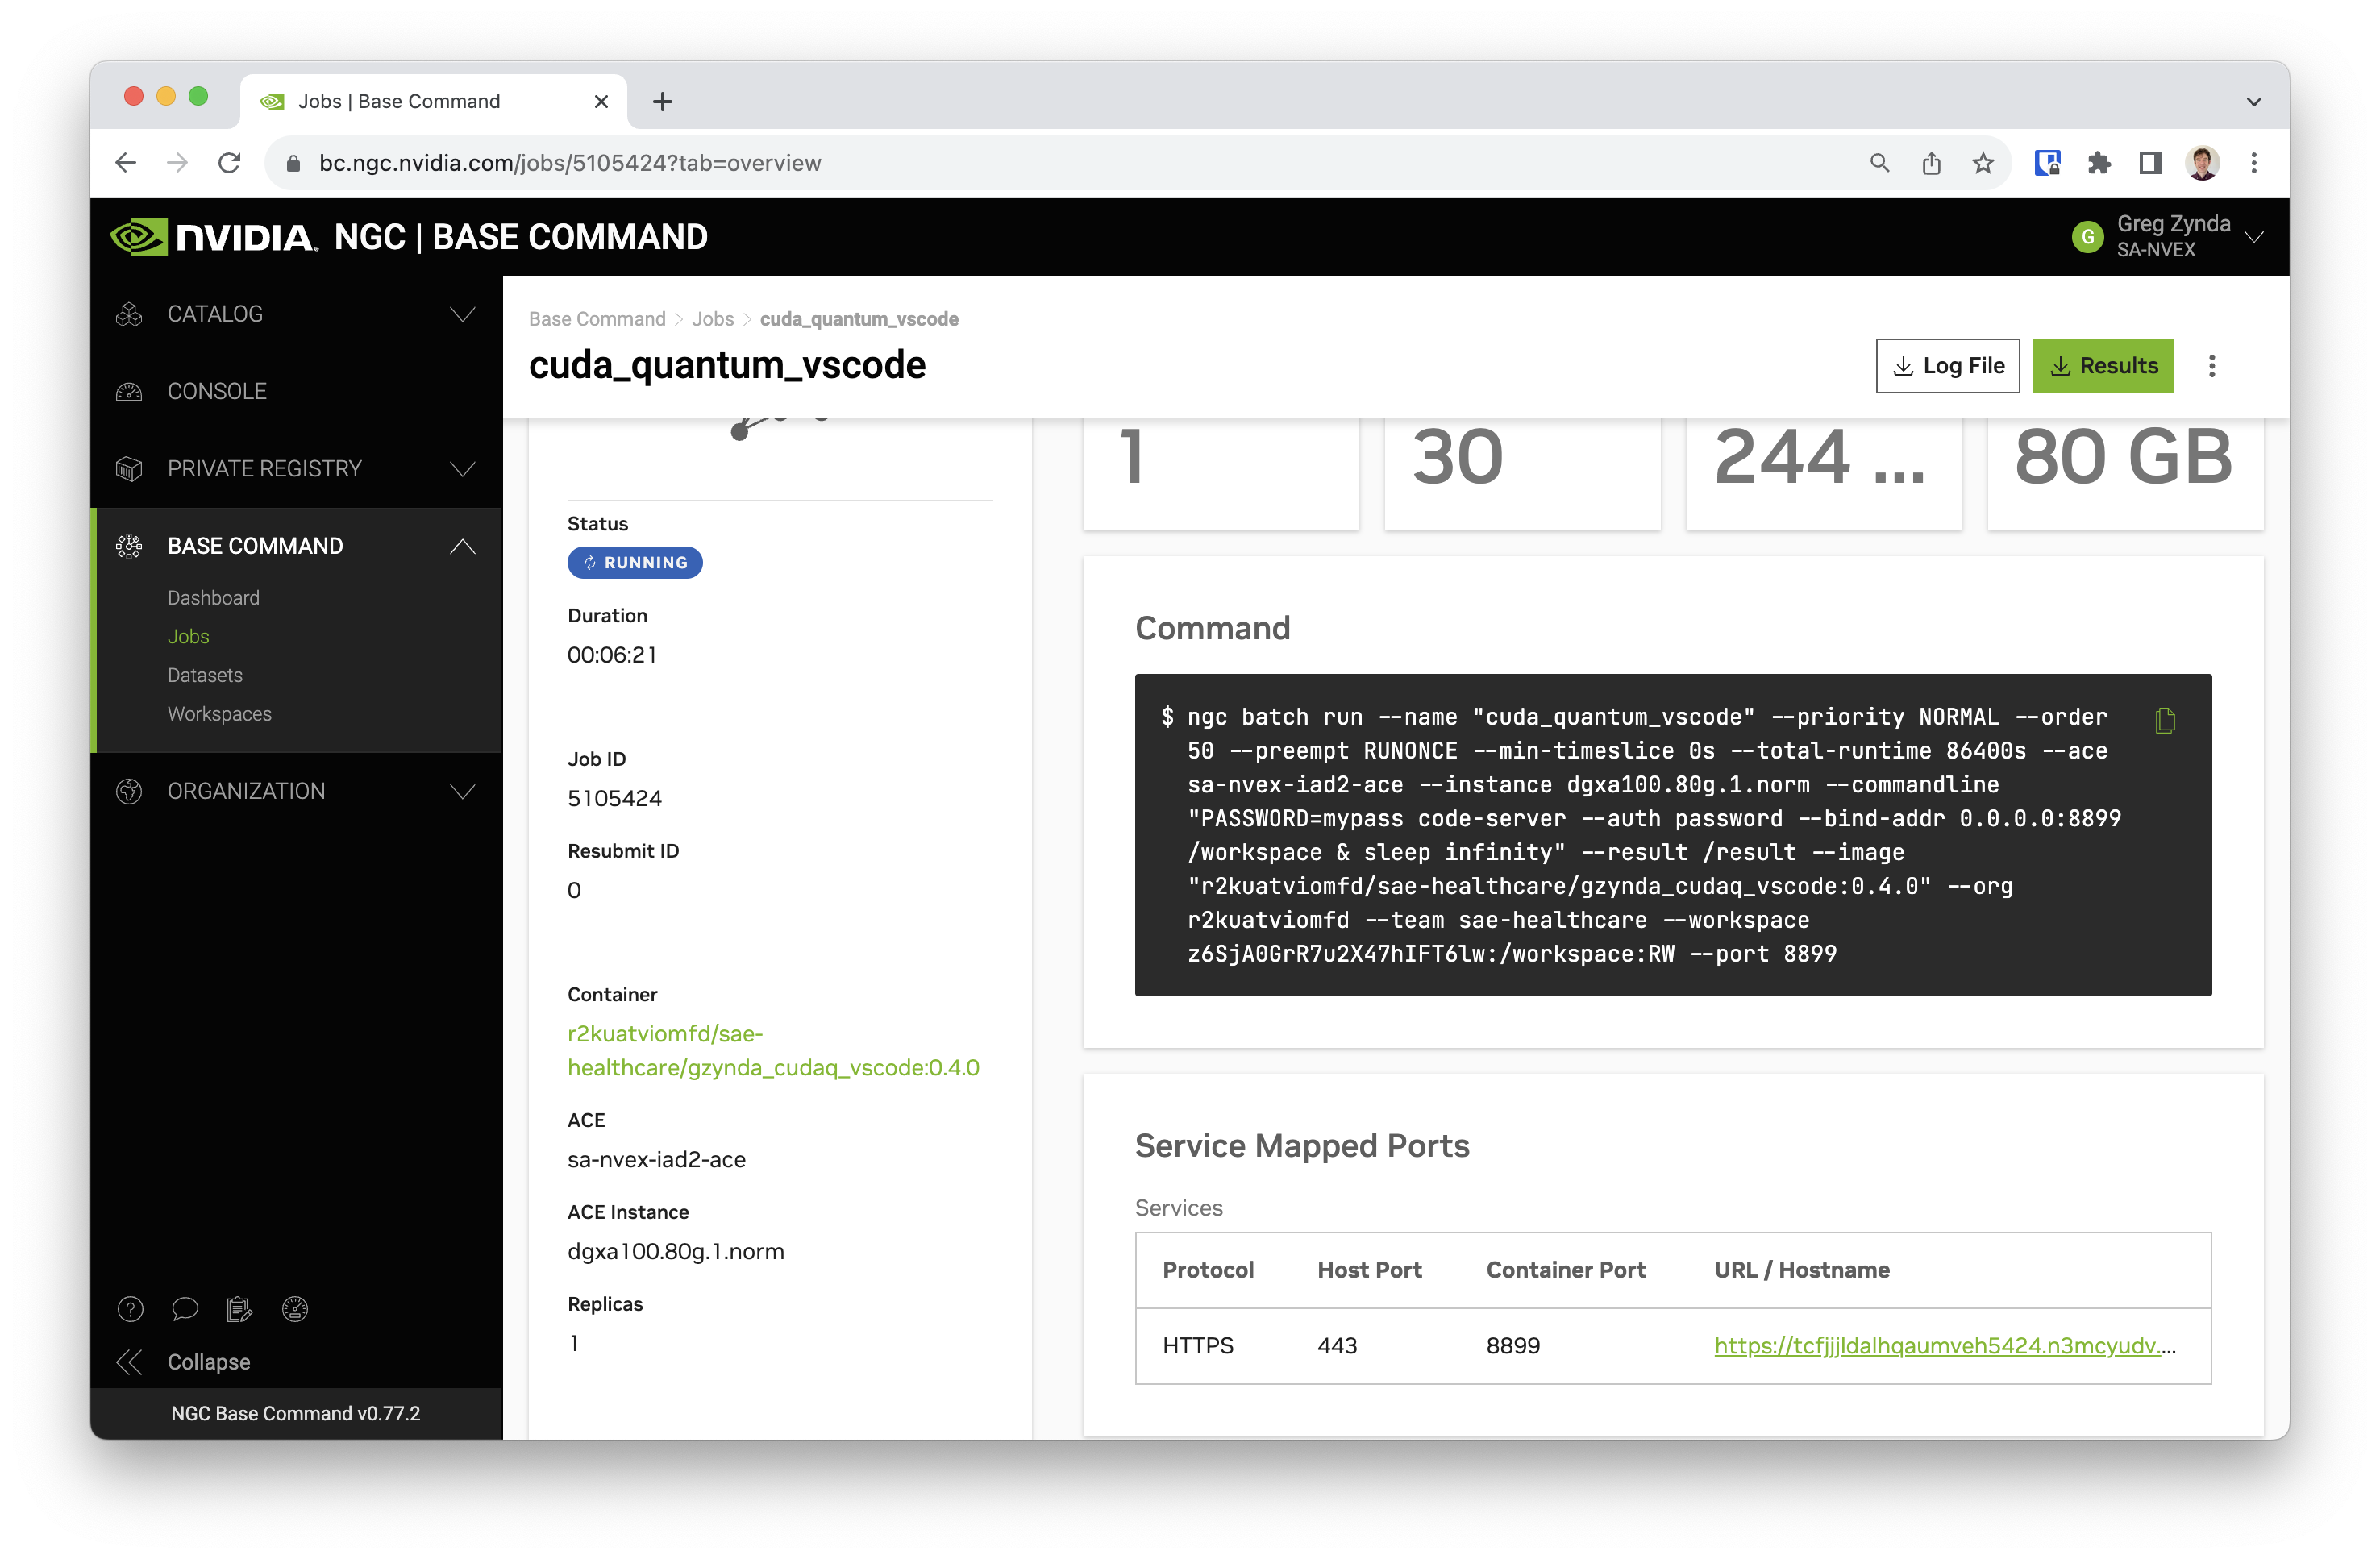 Jobs | Base Command
bc.ngc.nvidia.com/jobs/5105424?tab=overview
NVIDIA. NGC | BASE COMMAND
G
Greg Zynda
SA-NVEX
CATALOG
CONSOLE
PRIVATE REGISTRY
BASE COMMAND
Dashboard
Jobs
Datasets
Workspaces
ORGANIZATION
Collapse
NGC Base Command v0.77.2
Base Command > Jobs > cuda_quantum_vscode
cuda_quantum_vscode
Log File
Results
Status
RUNNING
Duration
00:06:21
Job ID
5105424
Resubmit ID
0
Container
r2kuatviomfd/sae-
healthcare/gzynda_cudaq_vscode:0.4.0
ACE
sa-nvex-iad2-ace
ACE Instance
dgxa100.80g.1.norm
Replicas
1
1
30
244 ...
80 GB
Command
$ ngc batch run --name "cuda_quantum_vscode" --priority NORMAL --order
50 --preempt RUNONCE --min-timeslice 0s --total-runtime 86400s --ace
sa-nvex-iad2-ace --instance dgxa100.80g.1.norm --commandline
"PASSWORD=mypass code-server --auth password --bind-addr 0.0.0.0:8899
/workspace & sleep infinity" --result /result --image
"r2kuatviomfd/sae-healthcare/gzynda_cudaq_vscode:0.4.0" --org
r2kuatviomfd --team sae-healthcare --workspace
z6SjA0GrR7u2X47hIFT6lw:/workspace:RW --port 8899
Service Mapped Ports
Services
Protocol Host Port Container Port URL / Hostname
HTTPS 443 8899 https://tcfjjjldalhqaumveh5424.n3mcyudv....